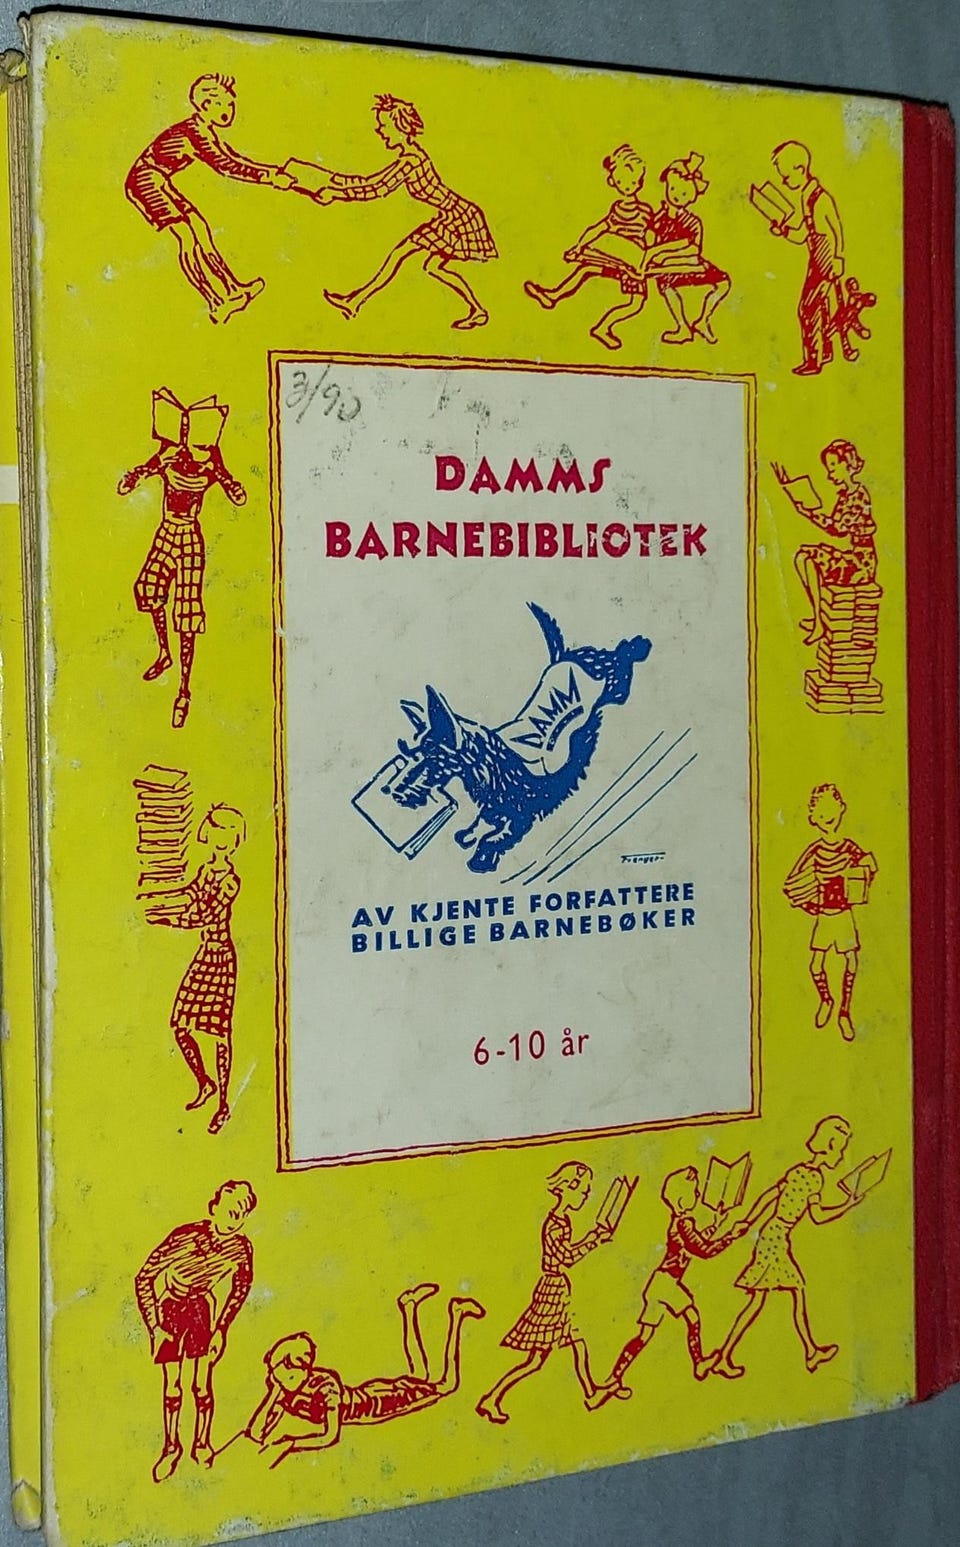 3/90
DAMMS
BARNEBIBLIOTEK
DAMM
AV KJENTE FORFATTERE
BILLIGE BARNEBØKER
6-10 år